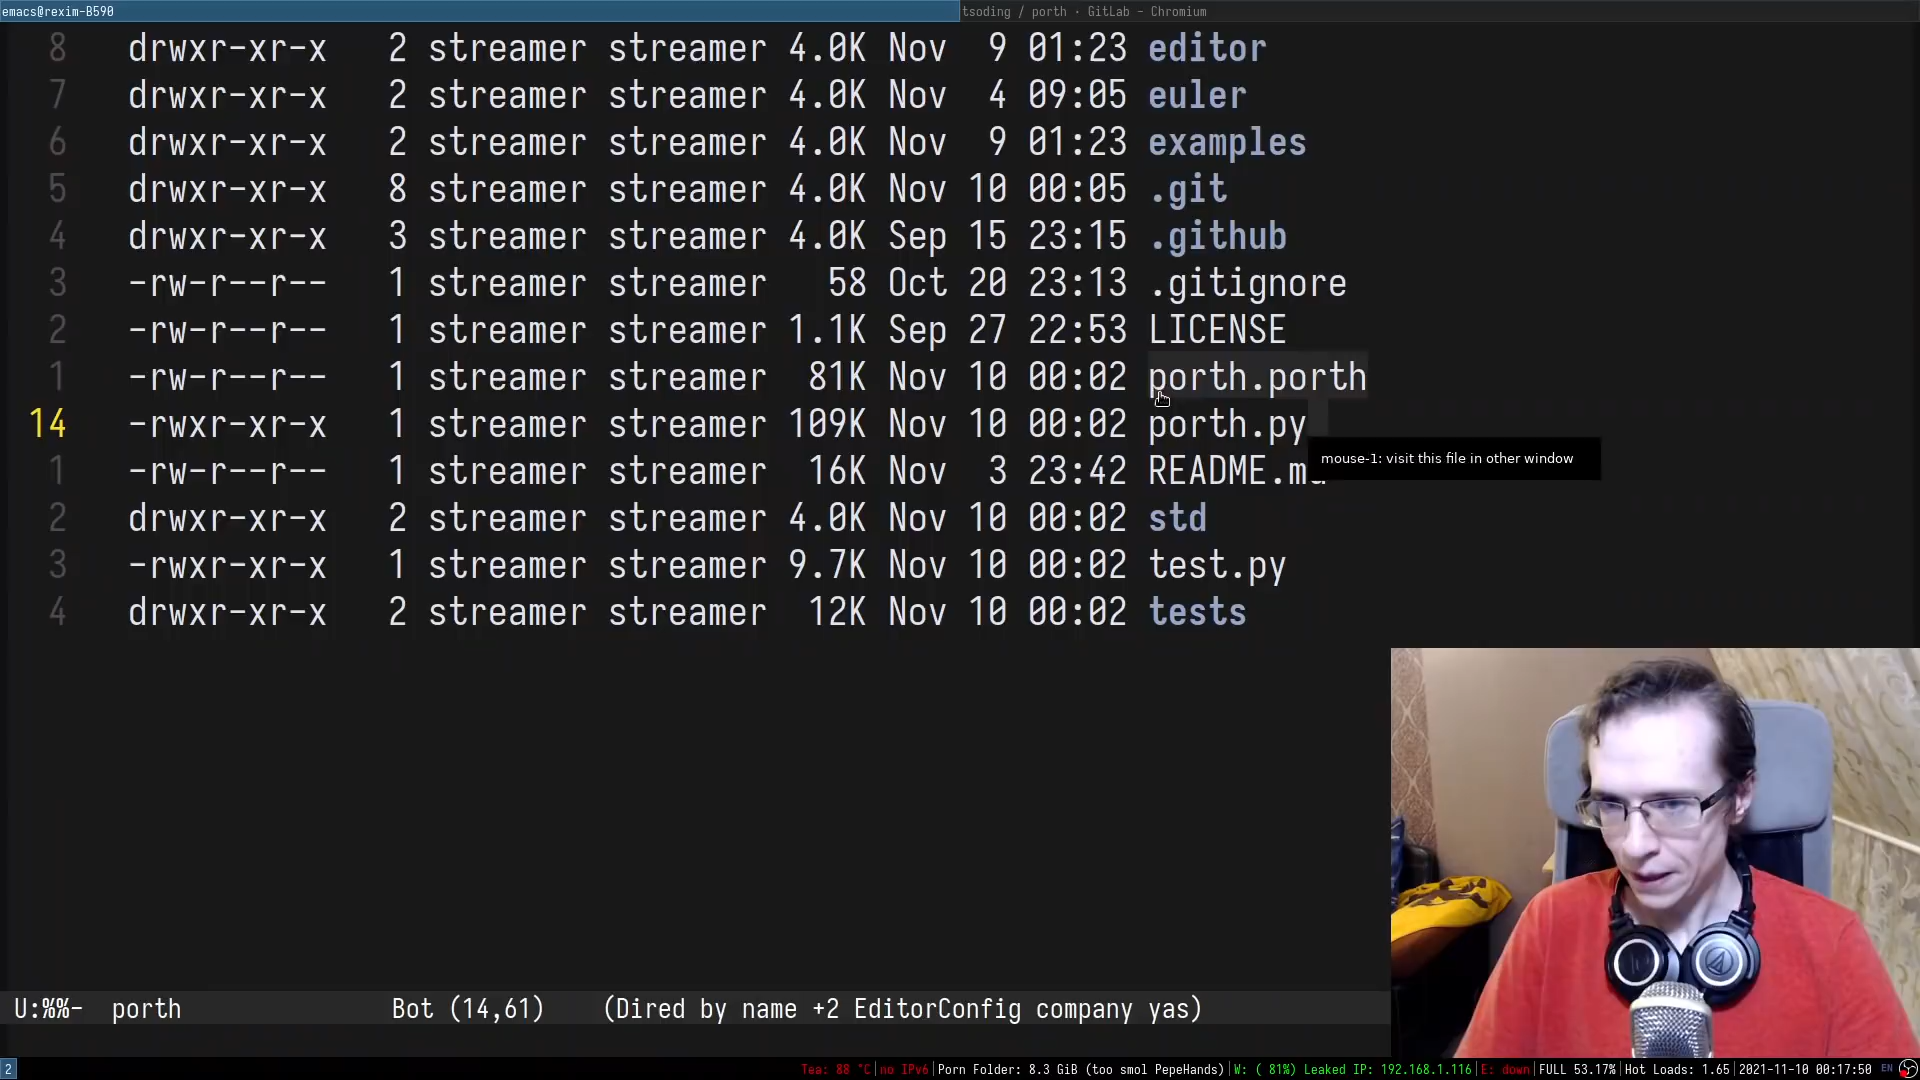 emacs@rexim-B590
tsoding / porth · GitLab - Chromium
8 drwxr-xr-x 2 streamer streamer 4.0K Nov 9 01:23 editor
7 drwxr-xr-x 2 streamer streamer 4.0K Nov 4 09:05 euler
6 drwxr-xr-x 2 streamer streamer 4.0K Nov 9 01:23 examples
5 drwxr-xr-x 8 streamer streamer 4.0K Nov 10 00:05 .git
4 drwxr-xr-x 3 streamer streamer 4.0K Sep 15 23:15 .github
3 -rw-r--r-- 1 streamer streamer 58 Oct 20 23:13 .gitignore
2 -rw-r--r-- 1 streamer streamer 1.1K Sep 27 22:53 LICENSE
1 -rw-r--r-- 1 streamer streamer 81K Nov 10 00:02 porth.porth
14 -rwxr-xr-x 1 streamer streamer 109K Nov 10 00:02 porth.py
mouse-1: visit this file in other window
1 -rw-r--r-- 1 streamer streamer 16K Nov 3 23:42 README.md
2 drwxr-xr-x 2 streamer streamer 4.0K Nov 10 00:02 std
3 -rwxr-xr-x 1 streamer streamer 9.7K Nov 10 00:02 test.py
4 drwxr-xr-x 2 streamer streamer 12K Nov 10 00:02 tests
U:%%- porth Bot (14,61) (Dired by name +2 EditorConfig company yas)
2
Tea: 88 °C|no IPv6|Porn Folder: 8.3 GiB (too smol PepeHands)|W: ( 81%) Leaked IP: 192.168.1.116|E: down|FULL 53.17%|Hot Loads: 1.65|2021-11-10 00:17:50 EN